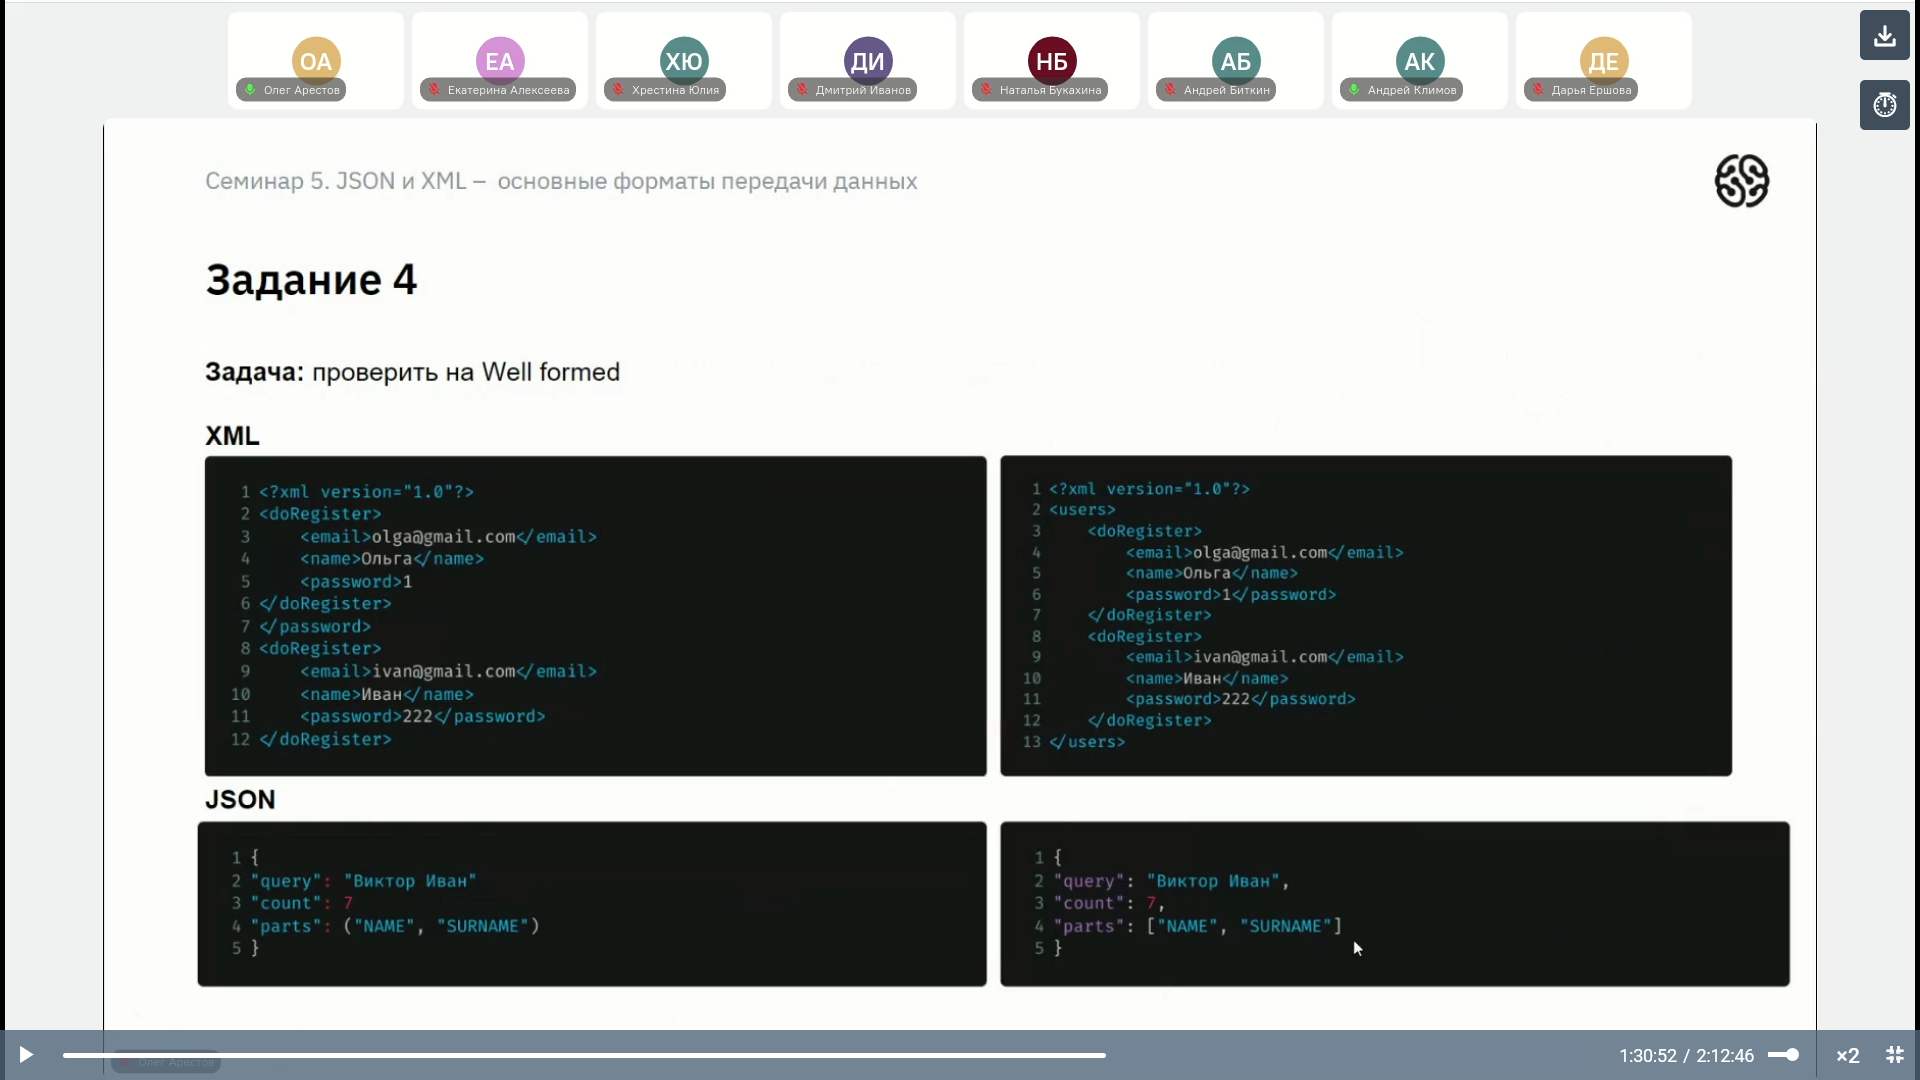 ОА
ЕА
ХЮ
ДИ
НБ
АБ
АК
ДЕ
Олег Арестов
Екатерина Алексеева
Хрестина Юлия
Дмитрий Иванов
Наталья Букахина
Андрей Биткин
Андрей Климов
Дарья Ершова
Семинар 5. JSON и XML – основные форматы передачи данных
Задание 4
Задача: проверить на Well formed
XML
1 <?xml version="1.0"?>
2 <doRegister>
3 <email>olga@gmail.com</email>
4 <name>Ольга</name>
5 <password>1
6 </doRegister>
7 </password>
8 <doRegister>
9 <email>ivan@gmail.com</email>
10 <name>Иван</name>
11 <password>222</password>
12 </doRegister>
1 <?xml version="1.0"?>
2 <users>
3 <doRegister>
4 <email>olga@gmail.com</email>
5 <name>Ольга</name>
6 <password>1</password>
7 </doRegister>
8 <doRegister>
9 <email>ivan@gmail.com</email>
10 <name>Иван</name>
11 <password>222</password>
12 </doRegister>
13 </users>
JSON
1 {
2 "query": "Виктор Иван"
3 "count": 7
4 "parts": ("NAME", "SURNAME")
5 }
1 {
2 "query": "Виктор Иван",
3 "count": 7,
4 "parts": ["NAME", "SURNAME"]
5 }
Олег Арестов
1:30:52 / 2:12:46
×2